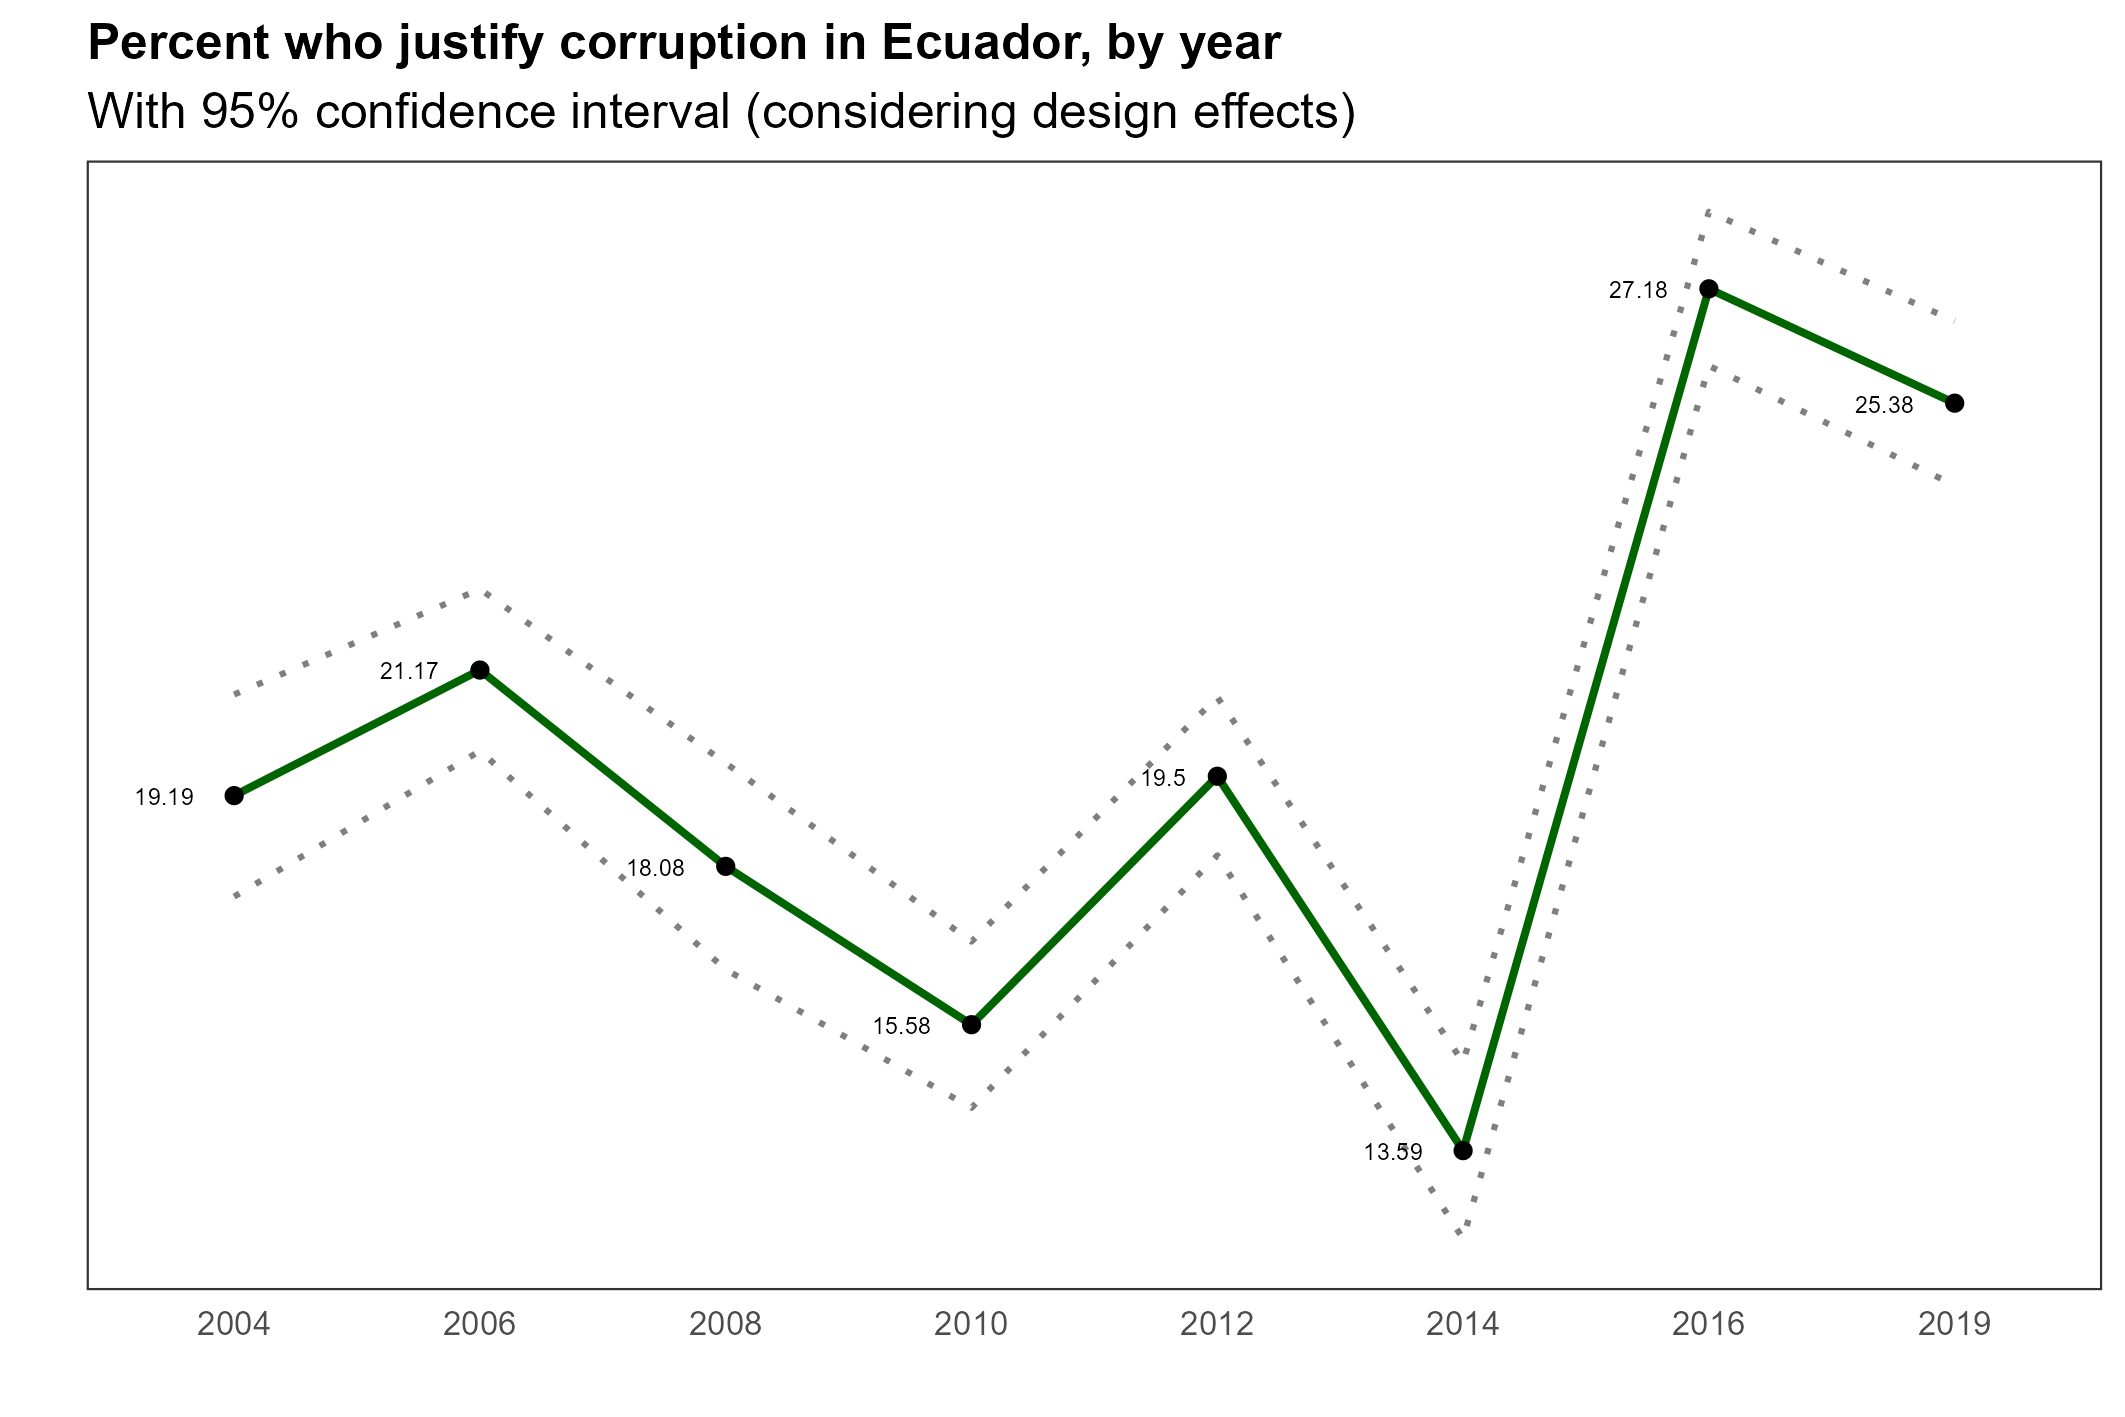 Percent who justify corruption in Ecuador, by year
With 95% confidence interval (considering design effects)
27.18
25.38
21.17
19.5
19.19
18.08
15.58
13.59
2004 2006 2008 2010 2012 2014 2016 2019